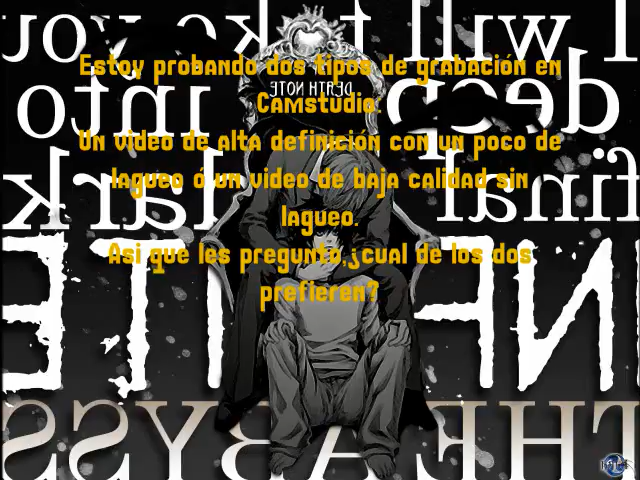 I will take you
deep into
DEATH NOTE
final dark
INFINITE
THE ABYSS
Estoy probando dos tipos de grabación en
Camstudio.
Un video de alta definición con un poco de
lagueo ó un video de baja calidad sin
lagueo.
Asi que les pregunto,¿cual de los dos
prefieren?